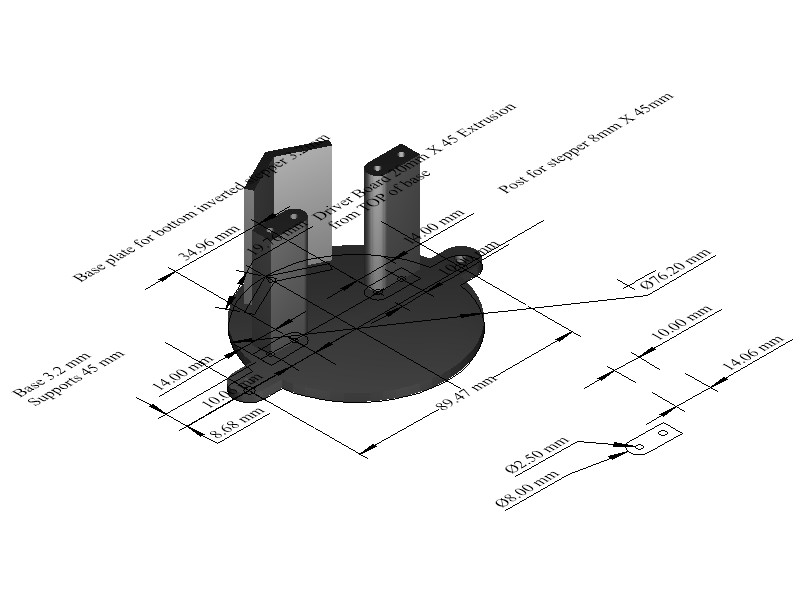 Driver Board 20mm X 45 Extrusion
from TOP of base
Post for stepper 8mm X 45mm
Base plate for bottom inverted stepper
34.96 mm
14.00 mm
Ø76.20 mm
10.00 mm
14.06 mm
Base 3.2 mm
Supports 45 mm
14.00 mm
8.68 mm
89.47 mm
Ø2.50 mm
Ø8.00 mm